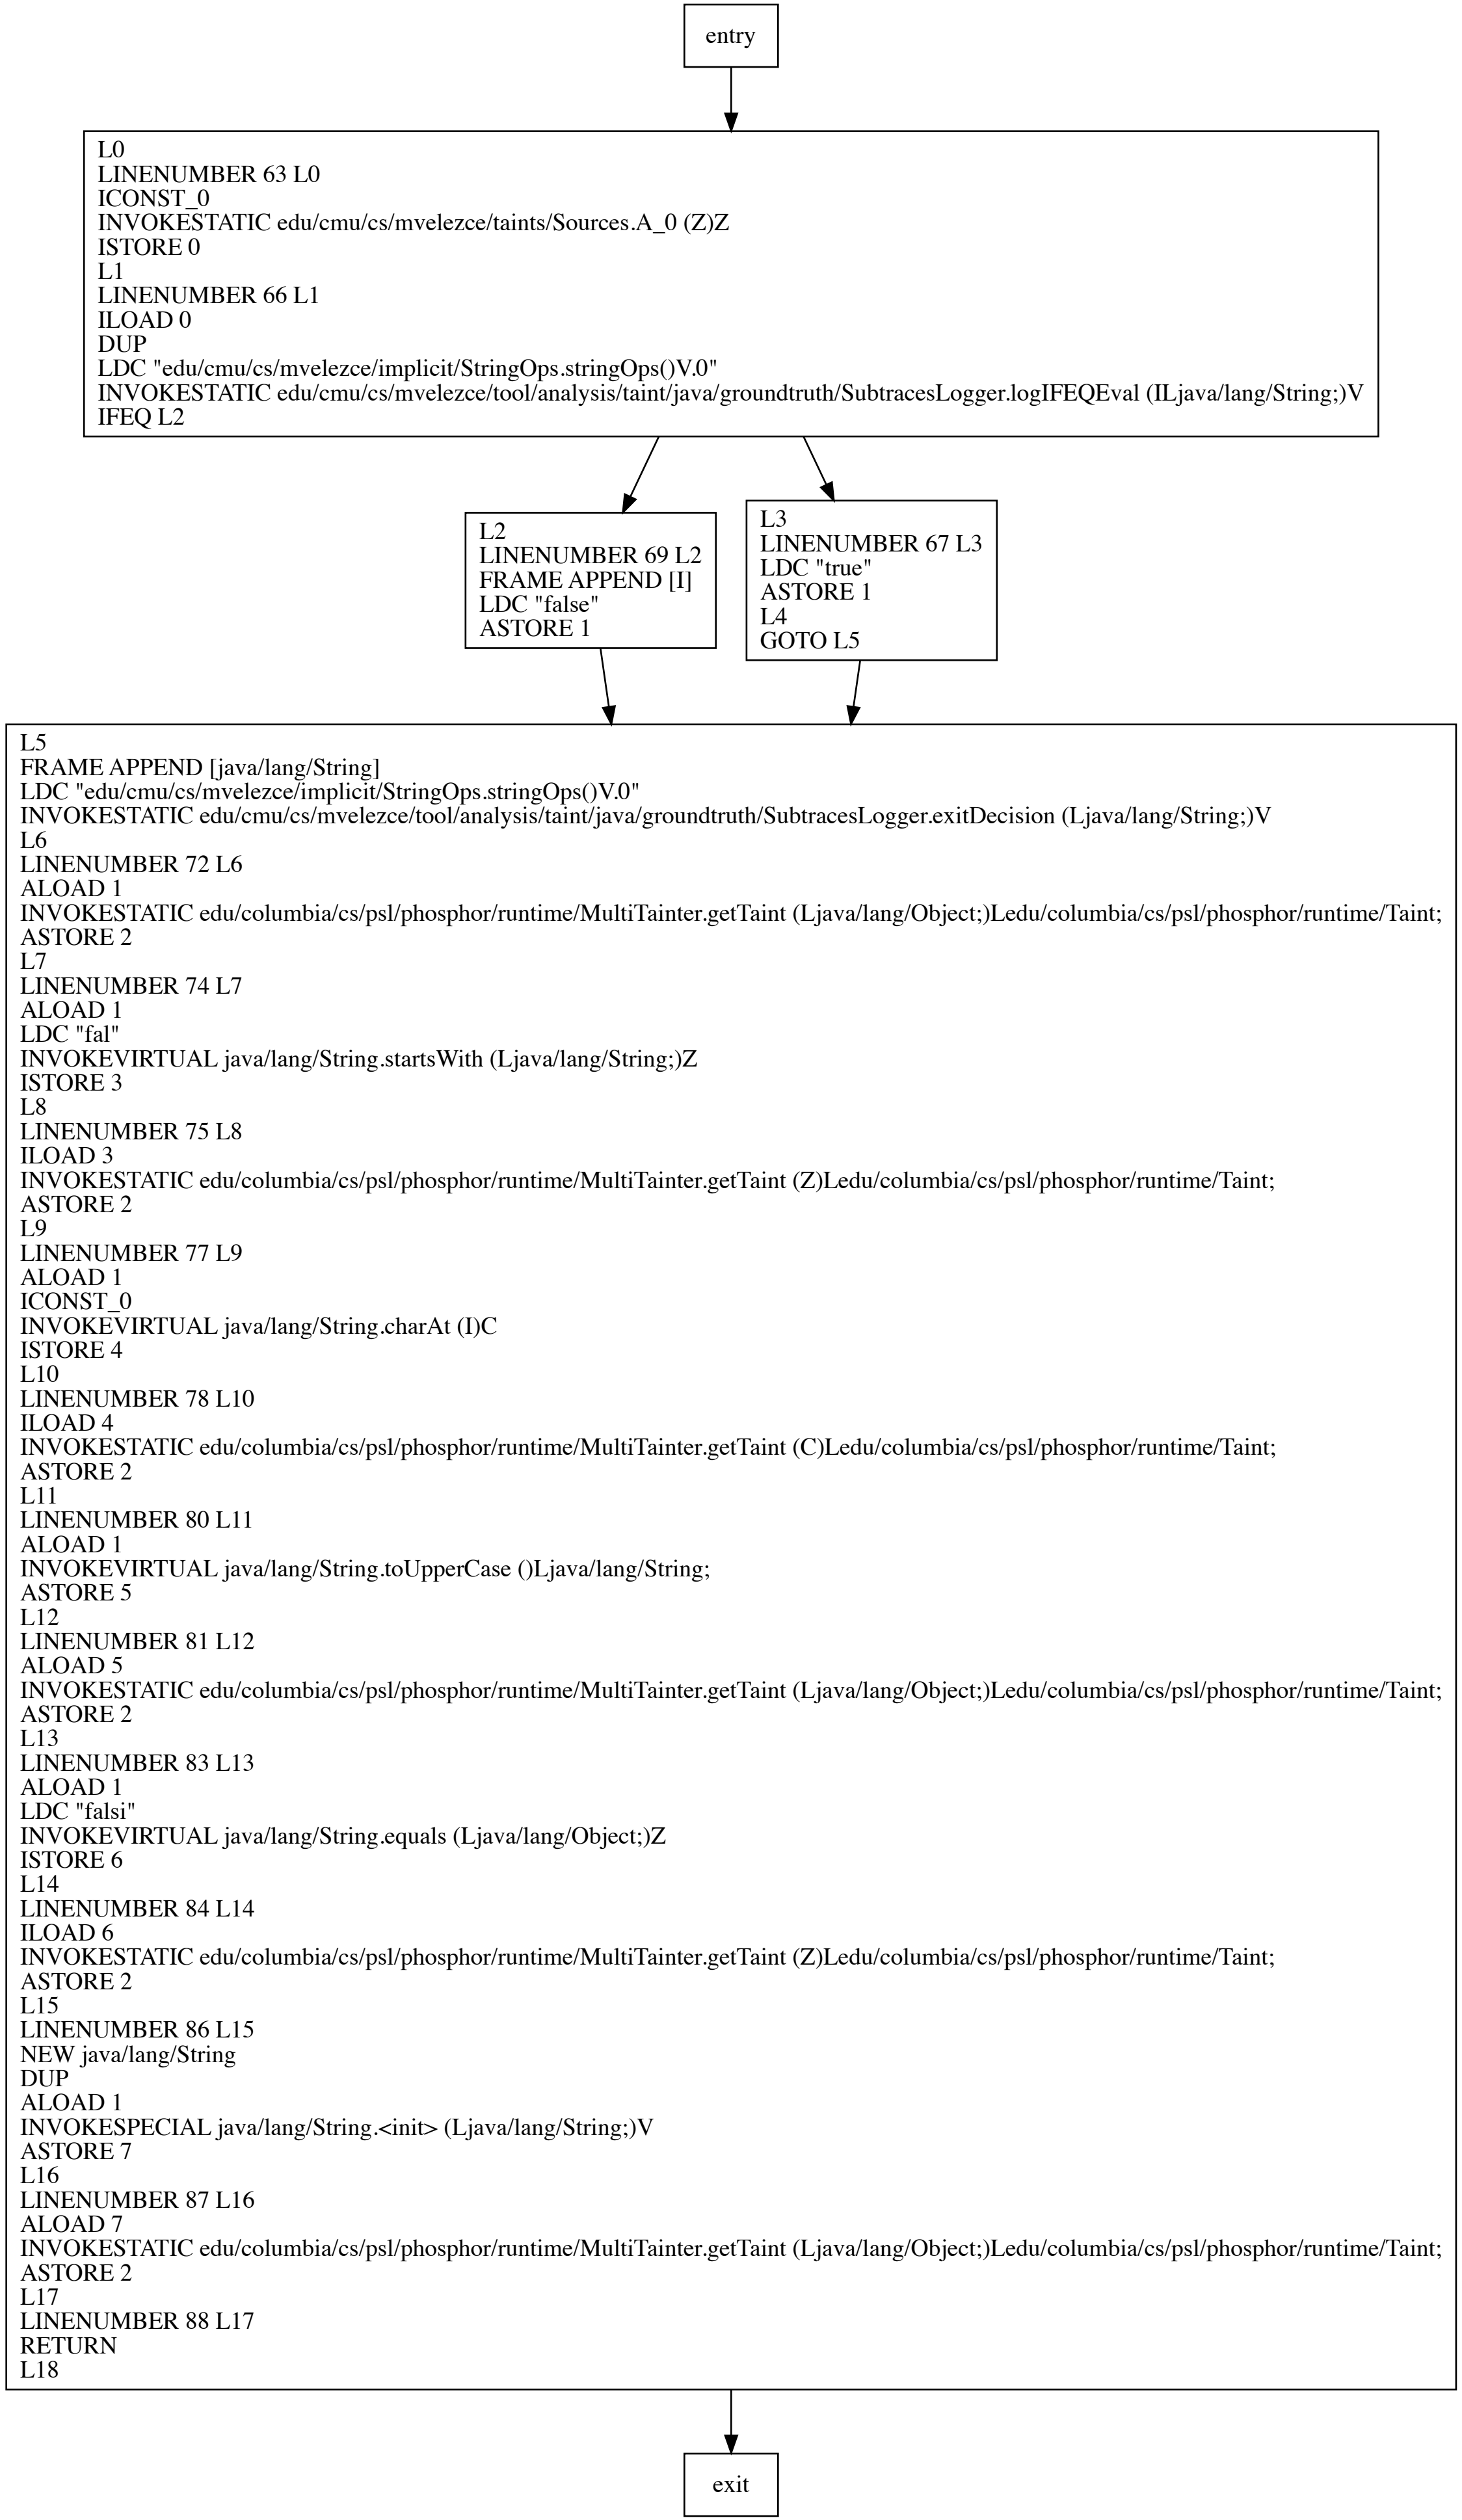 entry
L0
LINENUMBER 63 L0
ICONST_0
INVOKESTATIC edu/cmu/cs/mvelezce/taints/Sources.A_0 (Z)Z
ISTORE 0
L1
LINENUMBER 66 L1
ILOAD 0
DUP
LDC "edu/cmu/cs/mvelezce/implicit/StringOps.stringOps()V.0"
INVOKESTATIC edu/cmu/cs/mvelezce/tool/analysis/taint/java/groundtruth/SubtracesLogger.logIFEQEval (ILjava/lang/String;)V
IFEQ L2
L2
LINENUMBER 69 L2
FRAME APPEND [I]
LDC "false"
ASTORE 1
L3
LINENUMBER 67 L3
LDC "true"
ASTORE 1
L4
GOTO L5
L5
FRAME APPEND [java/lang/String]
LDC "edu/cmu/cs/mvelezce/implicit/StringOps.stringOps()V.0"
INVOKESTATIC edu/cmu/cs/mvelezce/tool/analysis/taint/java/groundtruth/SubtracesLogger.exitDecision (Ljava/lang/String;)V
L6
LINENUMBER 72 L6
ALOAD 1
INVOKESTATIC edu/columbia/cs/psl/phosphor/runtime/MultiTainter.getTaint (Ljava/lang/Object;)Ledu/columbia/cs/psl/phosphor/runtime/Taint;
ASTORE 2
L7
LINENUMBER 74 L7
ALOAD 1
LDC "fal"
INVOKEVIRTUAL java/lang/String.startsWith (Ljava/lang/String;)Z
ISTORE 3
L8
LINENUMBER 75 L8
ILOAD 3
INVOKESTATIC edu/columbia/cs/psl/phosphor/runtime/MultiTainter.getTaint (Z)Ledu/columbia/cs/psl/phosphor/runtime/Taint;
ASTORE 2
L9
LINENUMBER 77 L9
ALOAD 1
ICONST_0
INVOKEVIRTUAL java/lang/String.charAt (I)C
ISTORE 4
L10
LINENUMBER 78 L10
ILOAD 4
INVOKESTATIC edu/columbia/cs/psl/phosphor/runtime/MultiTainter.getTaint (C)Ledu/columbia/cs/psl/phosphor/runtime/Taint;
ASTORE 2
L11
LINENUMBER 80 L11
ALOAD 1
INVOKEVIRTUAL java/lang/String.toUpperCase ()Ljava/lang/String;
ASTORE 5
L12
LINENUMBER 81 L12
ALOAD 5
INVOKESTATIC edu/columbia/cs/psl/phosphor/runtime/MultiTainter.getTaint (Ljava/lang/Object;)Ledu/columbia/cs/psl/phosphor/runtime/Taint;
ASTORE 2
L13
LINENUMBER 83 L13
ALOAD 1
LDC "falsi"
INVOKEVIRTUAL java/lang/String.equals (Ljava/lang/Object;)Z
ISTORE 6
L14
LINENUMBER 84 L14
ILOAD 6
INVOKESTATIC edu/columbia/cs/psl/phosphor/runtime/MultiTainter.getTaint (Z)Ledu/columbia/cs/psl/phosphor/runtime/Taint;
ASTORE 2
L15
LINENUMBER 86 L15
NEW java/lang/String
DUP
ALOAD 1
INVOKESPECIAL java/lang/String.<init> (Ljava/lang/String;)V
ASTORE 7
L16
LINENUMBER 87 L16
ALOAD 7
INVOKESTATIC edu/columbia/cs/psl/phosphor/runtime/MultiTainter.getTaint (Ljava/lang/Object;)Ledu/columbia/cs/psl/phosphor/runtime/Taint;
ASTORE 2
L17
LINENUMBER 88 L17
RETURN
L18
exit